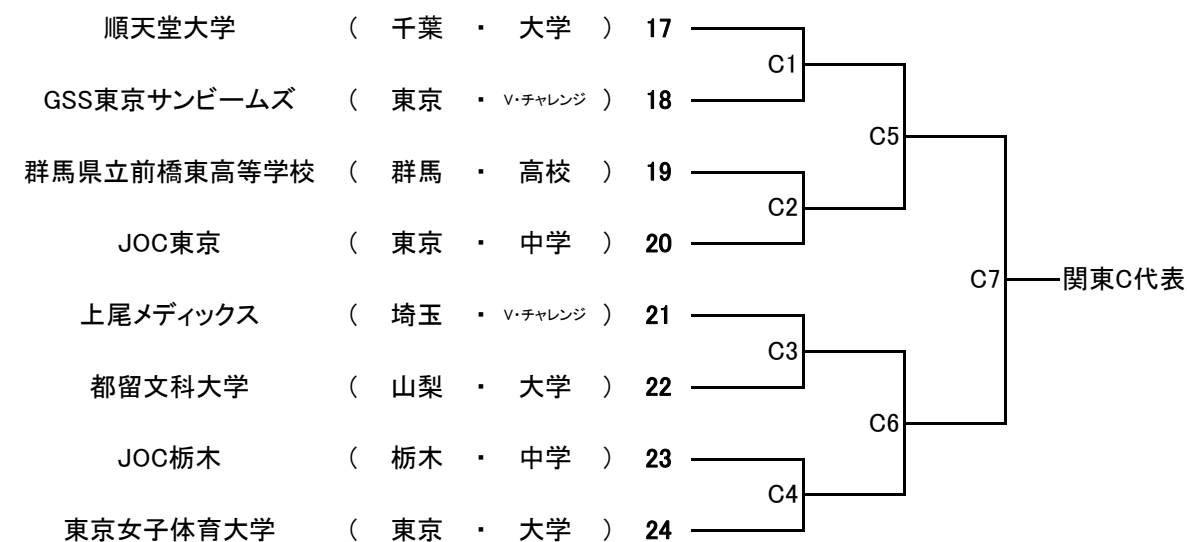 順天堂大学 ( 千葉 ・ 大学 ) 17
C1
GSS東京サンビームズ ( 東京 ・ V・チャレンジ ) 18
C5
群馬県立前橋東高等学校 ( 群馬 ・ 高校 ) 19
C2
JOC東京 ( 東京 ・ 中学 ) 20
C7 関東C代表
上尾メディックス ( 埼玉 ・ V・チャレンジ ) 21
C3
都留文科大学 ( 山梨 ・ 大学 ) 22
C6
JOC栃木 ( 栃木 ・ 中学 ) 23
C4
東京女子体育大学 ( 東京 ・ 大学 ) 24